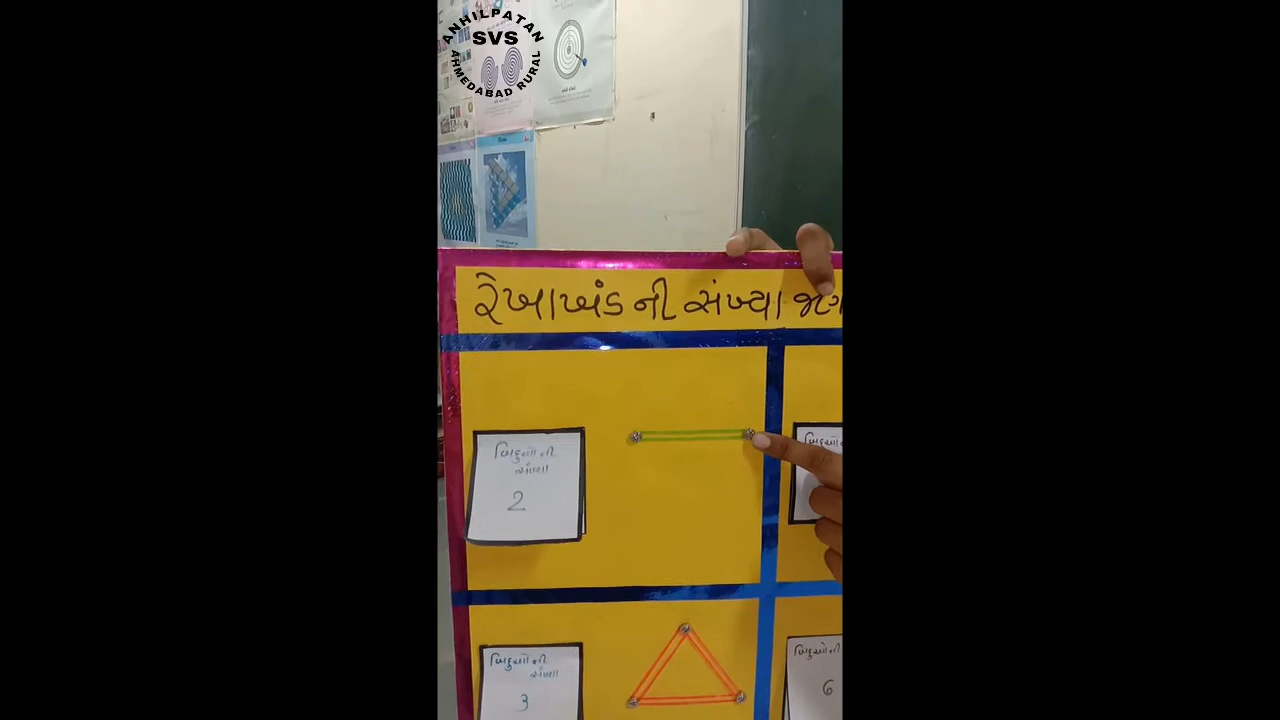 ANHILPATAN
SVS
AHMEDABAD RURAL
રેખાખંડ ની સંખ્યા
બિંદુઓ ની
સંખ્યા
2
બિંદુઓ ની
સંખ્યા
3
બિંદુઓ ની
6